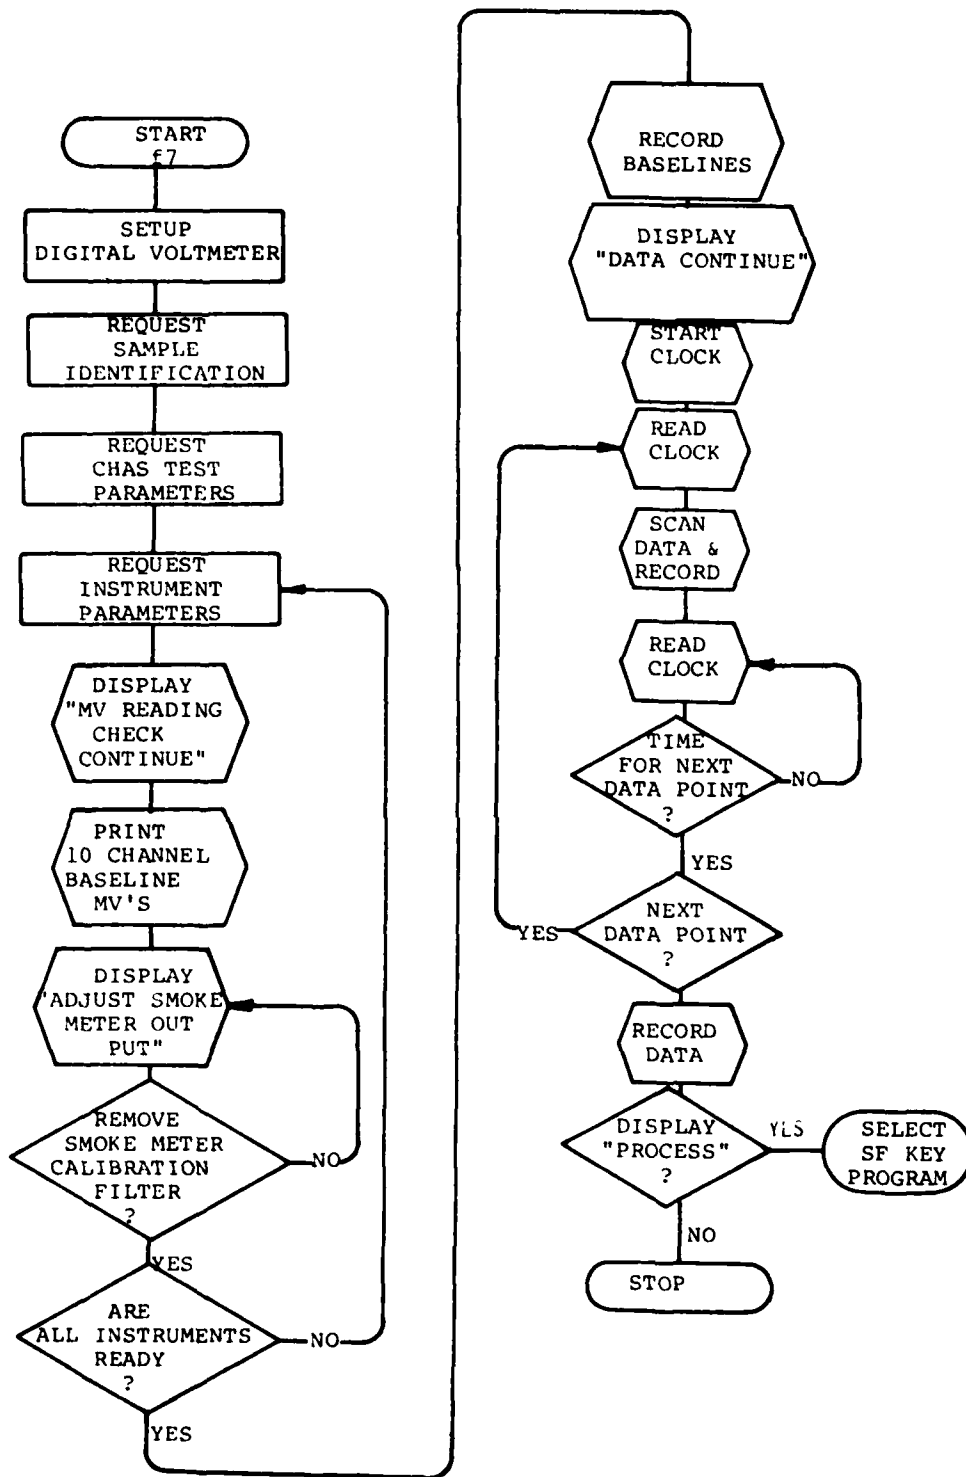 START
f7
SETUP
DIGITAL VOLTMETER
REQUEST
SAMPLE
IDENTIFICATION
REQUEST
CHAS TEST
PARAMETERS
REQUEST
INSTRUMENT
PARAMETERS
DISPLAY
"MV READING
CHECK
CONTINUE"
PRINT
10 CHANNEL
BASELINE
MV'S
DISPLAY
"ADJUST SMOKE
METER OUT
PUT"
REMOVE
SMOKE METER
CALIBRATION
FILTER
?
NO
YES
ARE
ALL INSTRUMENTS
READY
?
NO
YES
RECORD
BASELINES
DISPLAY
"DATA CONTINUE"
START
CLOCK
READ
CLOCK
SCAN
DATA &
RECORD
READ
CLOCK
TIME
FOR NEXT
DATA POINT
?
NO
YES
NEXT
DATA POINT
?
YES
RECORD
DATA
DISPLAY
"PROCESS"
?
YES
SELECT
SF KEY
PROGRAM
NO
STOP